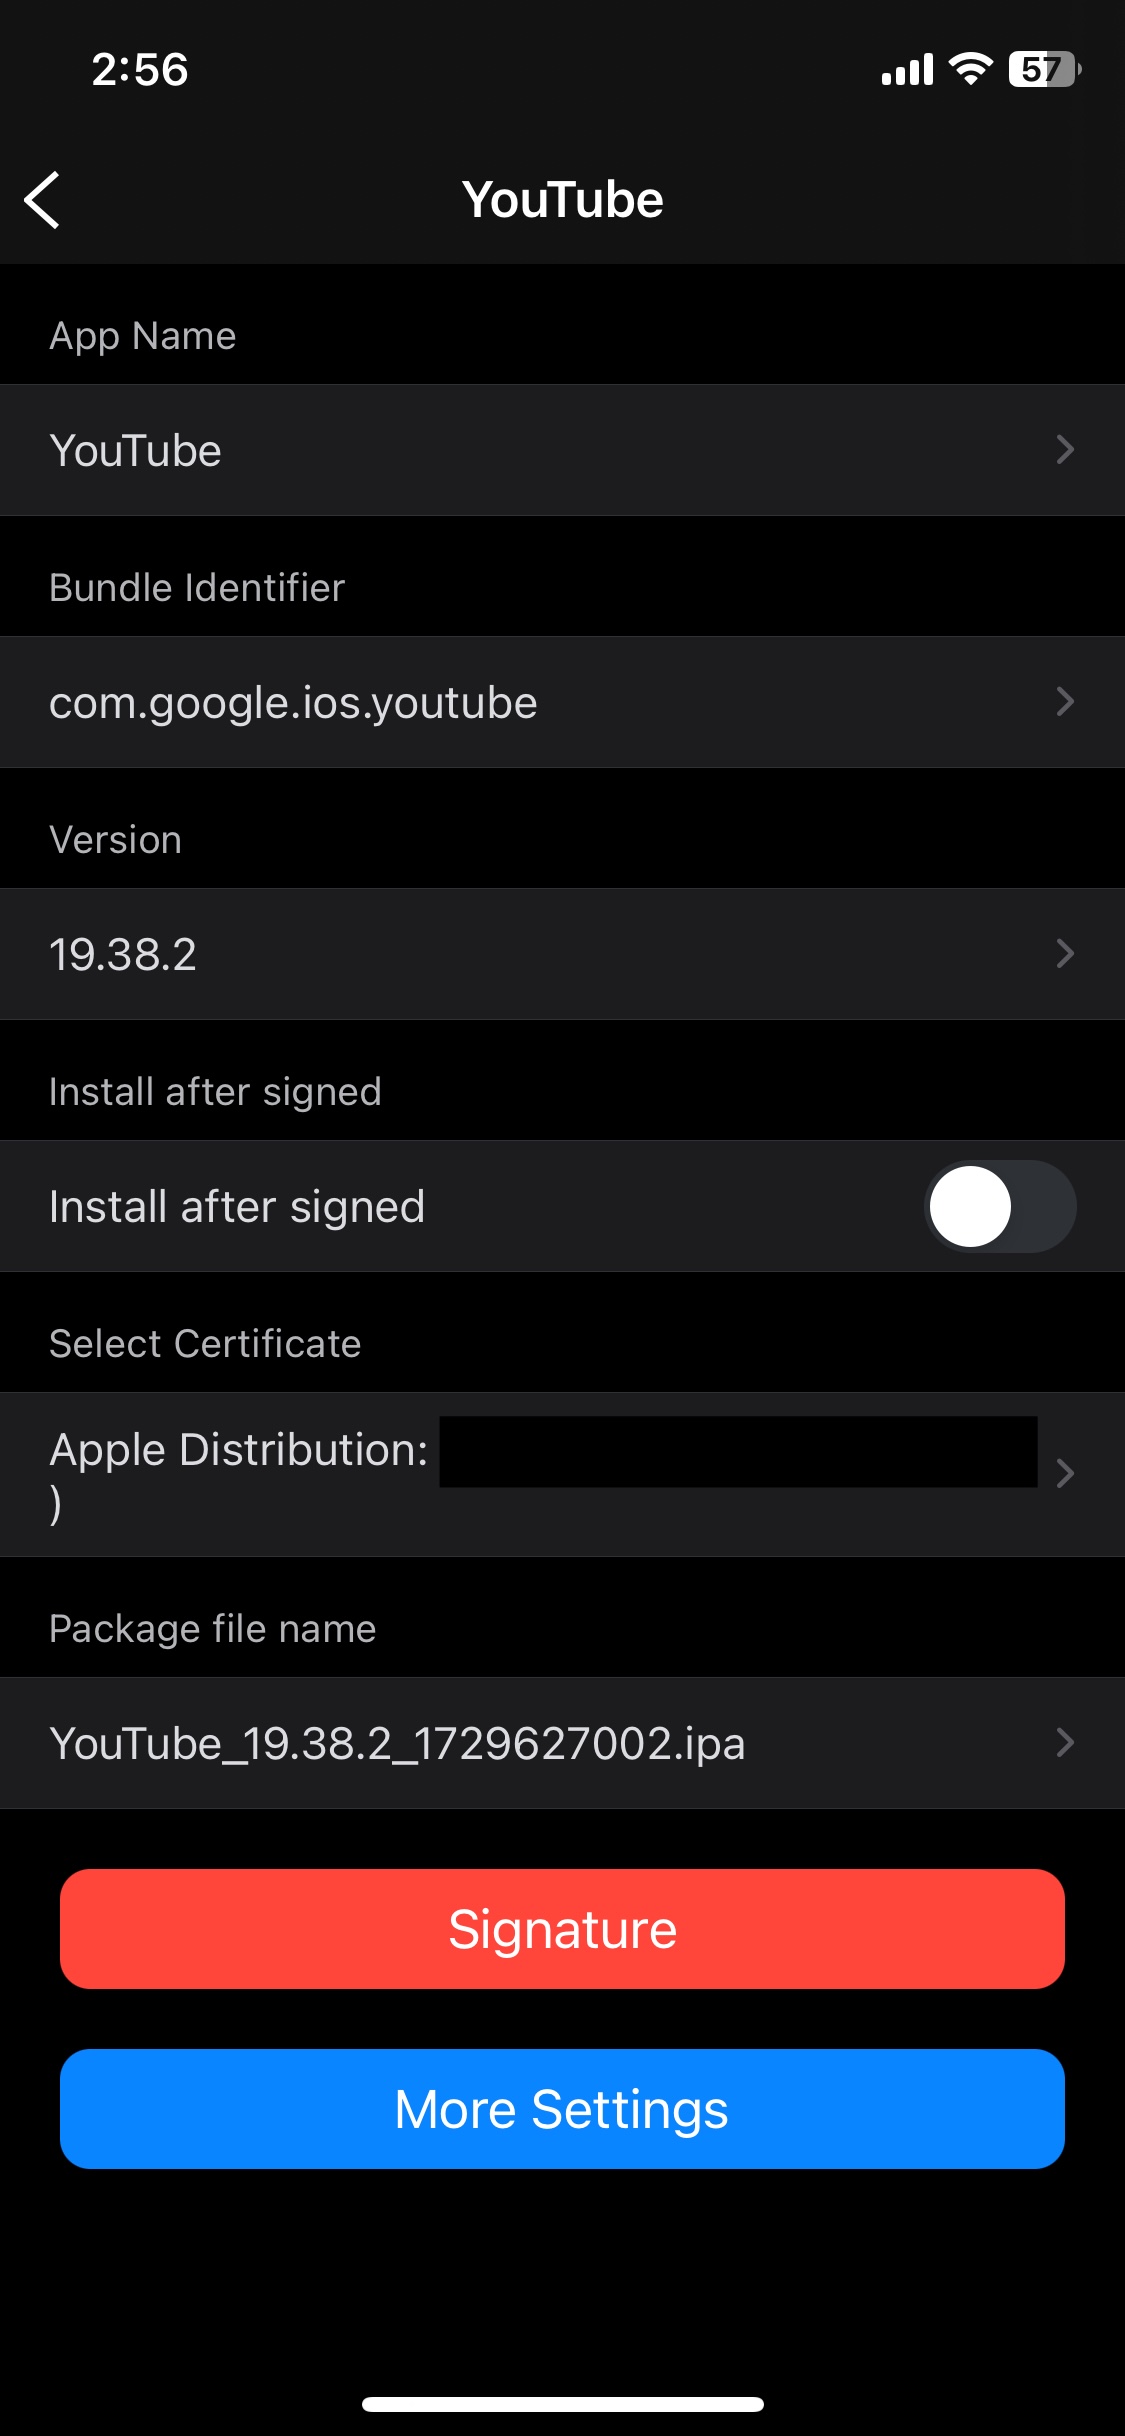 2:56
57
YouTube
App Name
YouTube
Bundle Identifier
com.google.ios.youtube
Version
19.38.2
Install after signed
Install after signed
Select Certificate
Apple Distribution:
)
Package file name
YouTube_19.38.2_1729627002.ipa
Signature
More Settings